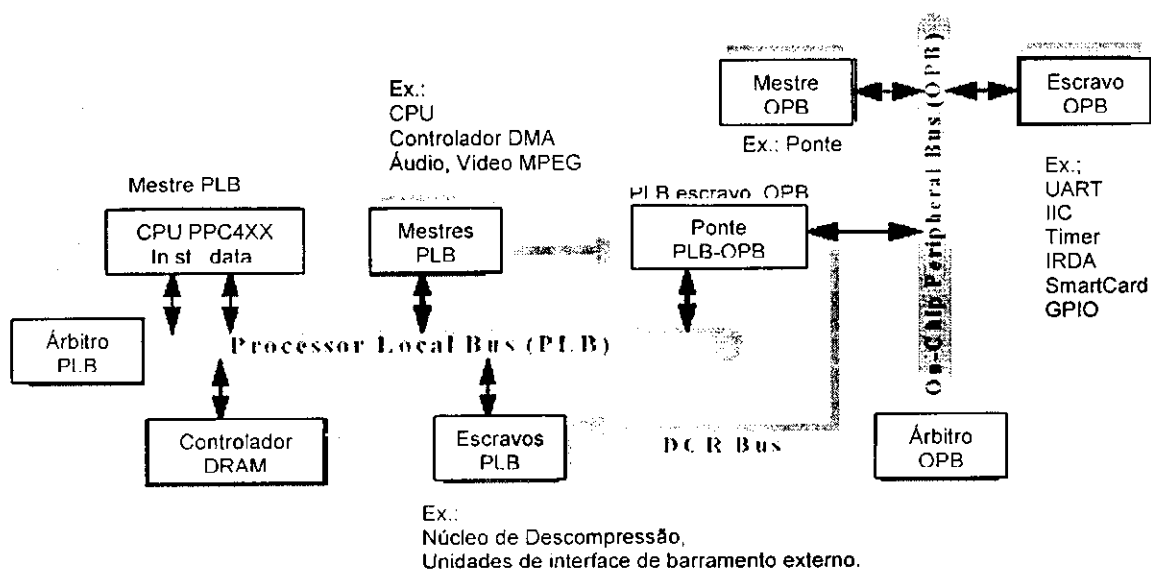 Mestre
OPB
Ex.: Ponte
On-Chip Peripheral Bus (OPB)
Escravo
OPB
Ex.;
UART
IIC
Timer
IRDA
SmartCard
GPIO
Ex.:
CPU
Controlador DMA
Áudio, Video MPEG
Mestre PLB
CPU PPC4XX
Inst data
Mestres
PLB
PLB escravo OPB
Ponte
PLB-OPB
Árbitro
PLB
Processor Local Bus (PLB)
Controlador
DRAM
Escravos
PLB
DCR Bus
Árbitro
OPB
Ex.:
Núcleo de Descompressão,
Unidades de interface de barramento externo.